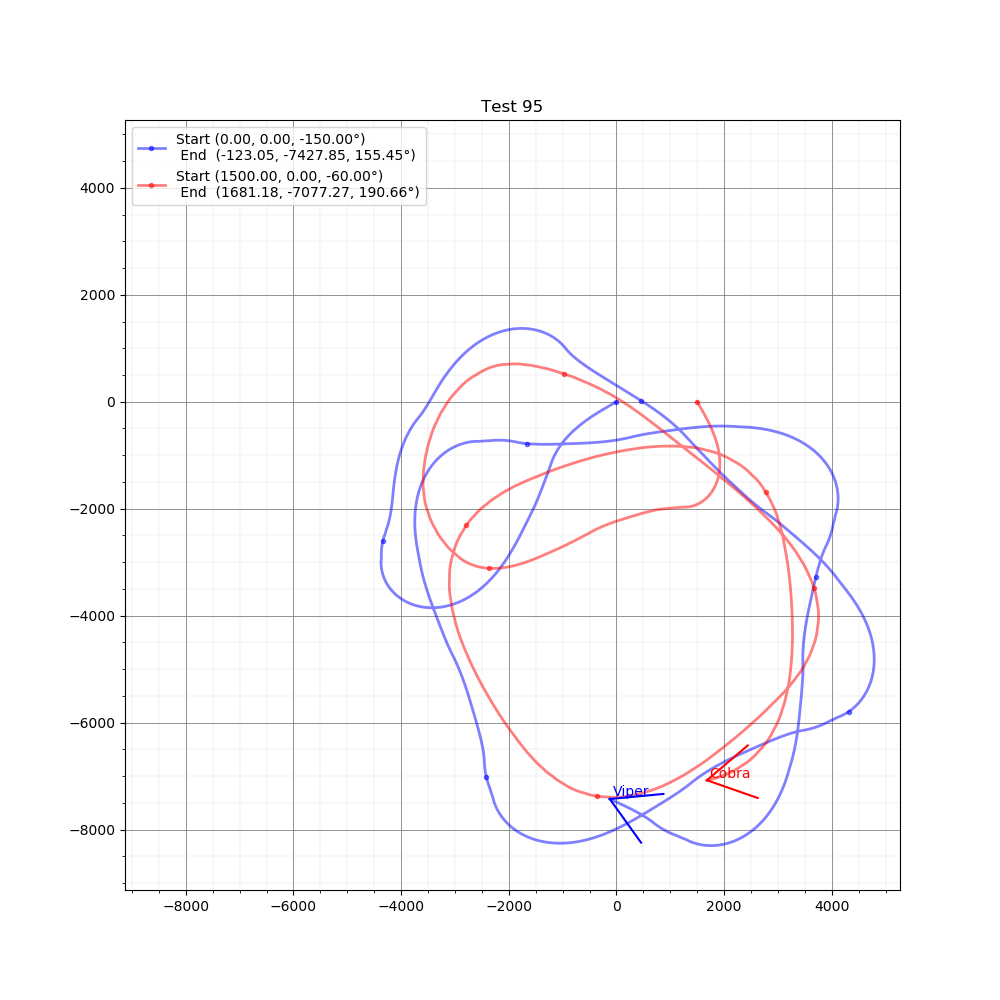 Test 95
Start (0.00, 0.00, -150.00°)
End  (-123.05, -7427.85, 155.45°)
Start (1500.00, 0.00, -60.00°)
End  (1681.18, -7077.27, 190.66°)
4000
2000
0
−2000
−4000
−6000
−8000
Cobra
Viper
−8000 −6000 −4000 −2000 0 2000 4000